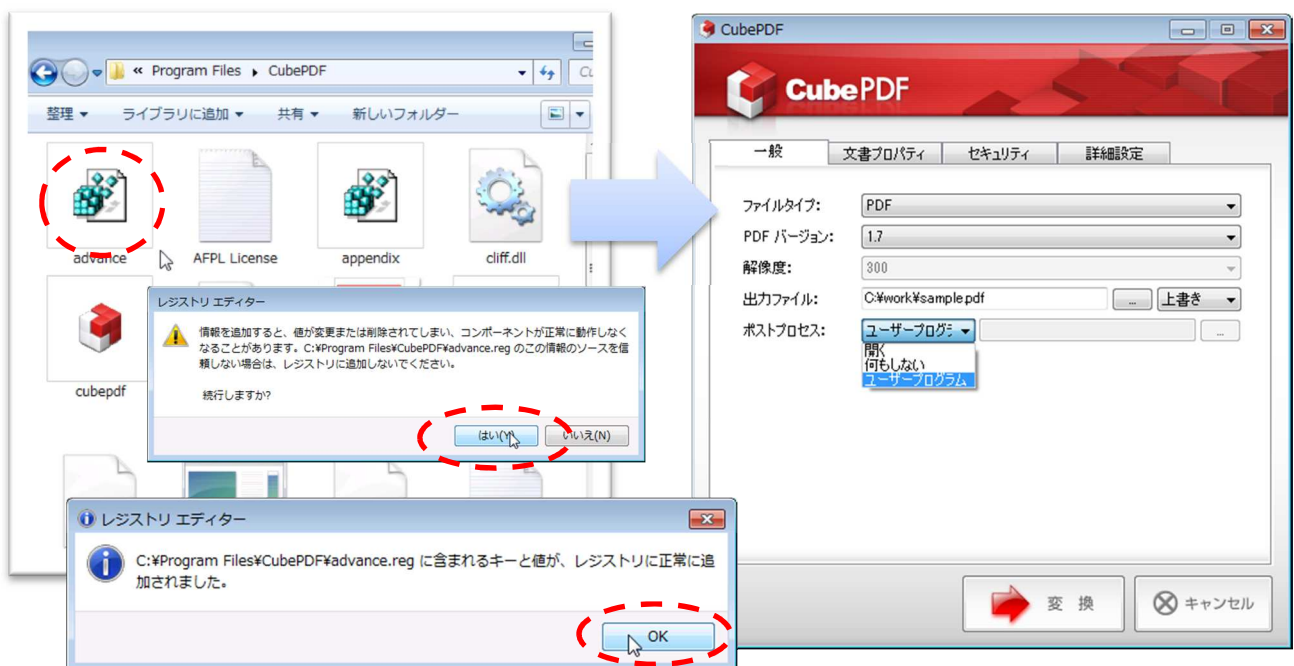 « Program Files ▸ CubePDF
整理 ▼ ライブラリに追加 ▼ 共有 ▼ 新しいフォルダー
advance
AFPL License
appendix
cliff.dll
cubepdf
レジストリ エディター
情報を追加すると、値が変更または削除されてしまい、コンポーネントが正常に動作しなく
なることがあります。C:¥Program Files¥CubePDF¥advance.reg のこの情報のソースを信
頼しない場合は、レジストリに追加しないでください。
続行しますか?
はい(Y)
いいえ(N)
レジストリ エディター
C:¥Program Files¥CubePDF¥advance.reg に含まれるキーと値が、レジストリに正常に追
加されました。
OK
CubePDF
CubePDF
一般 文書プロパティ セキュリティ 詳細設定
ファイルタイプ: PDF
PDF バージョン: 1.7
解像度: 300
出力ファイル: C:¥work¥sample.pdf ... 上書き
ポストプロセス: ユーザープログラ ...
開く
何もしない
ユーザープログラム
変 換
キャンセル